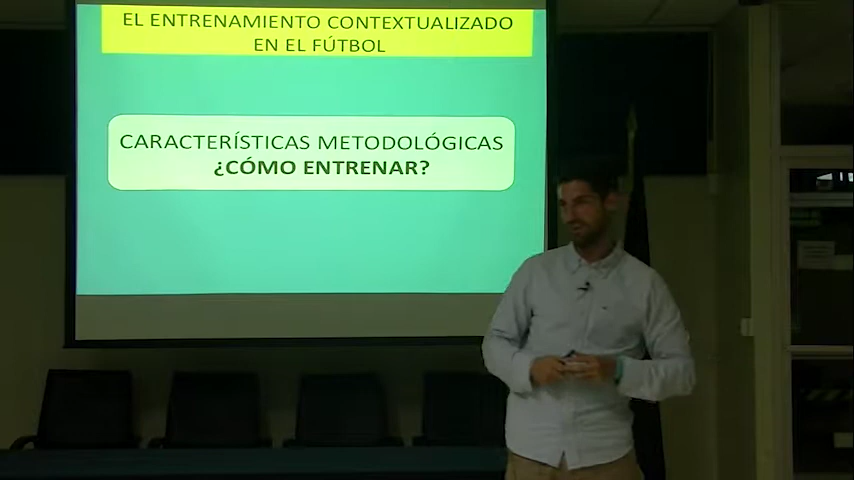 EL ENTRENAMIENTO CONTEXTUALIZADO
EN EL FÚTBOL
CARACTERÍSTICAS METODOLÓGICAS
¿CÓMO ENTRENAR?